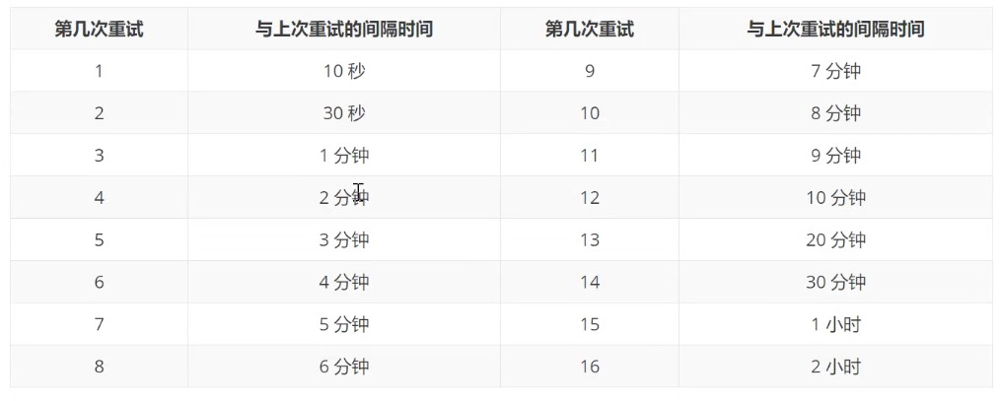 第几次重试 与上次重试的间隔时间 第几次重试 与上次重试的间隔时间
1 10 秒 9 7 分钟
2 30 秒 10 8 分钟
3 1 分钟 11 9 分钟
4 2 分钟 12 10 分钟
5 3 分钟 13 20 分钟
6 4 分钟 14 30 分钟
7 5 分钟 15 1 小时
8 6 分钟 16 2 小时